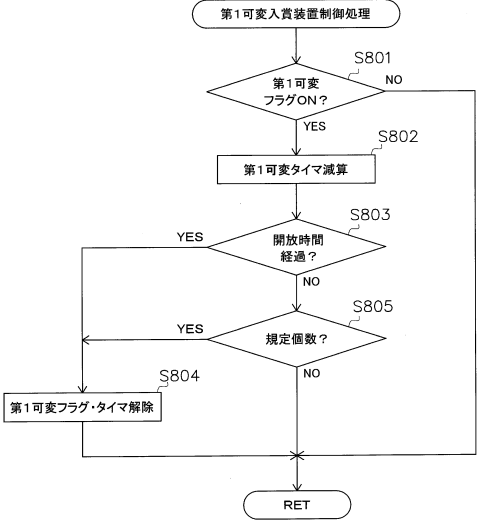 第1可変入賞装置制御処理
S801
第1可変
フラグON?
NO
YES
S802
第1可変タイマ減算
S803
開放時間
経過?
YES
NO
S805
規定個数?
YES
NO
S804
第1可変フラグ・タイマ解除
RET